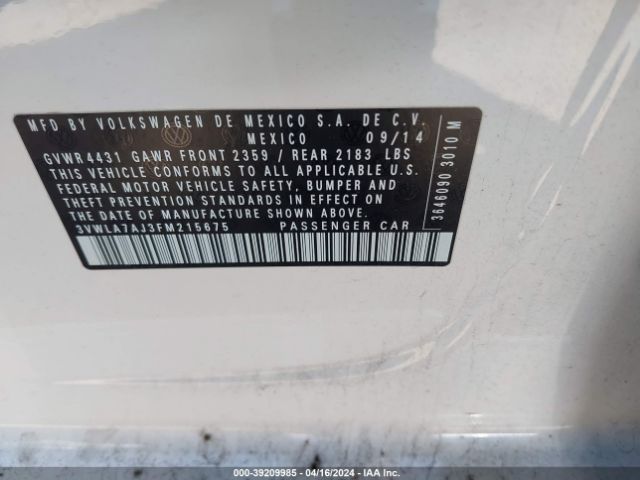 MFD BY VOLKSWAGEN DE MEXICO S.A. DE C.V.
MEXICO 09/14
GVWR 4431 GAWR FRONT 2359 / REAR 2183 LBS
THIS VEHICLE CONFORMS TO ALL APPLICABLE U.S.
FEDERAL MOTOR VEHICLE SAFETY, BUMPER AND
THEFT PREVENTION STANDARDS IN EFFECT ON
THE DATE OF MANUFACTURE SHOWN ABOVE.
3VWLA7AJ3FM215675 PASSENGER CAR
3646090 3010 M
000-39209985 - 04/16/2024 - IAA Inc.